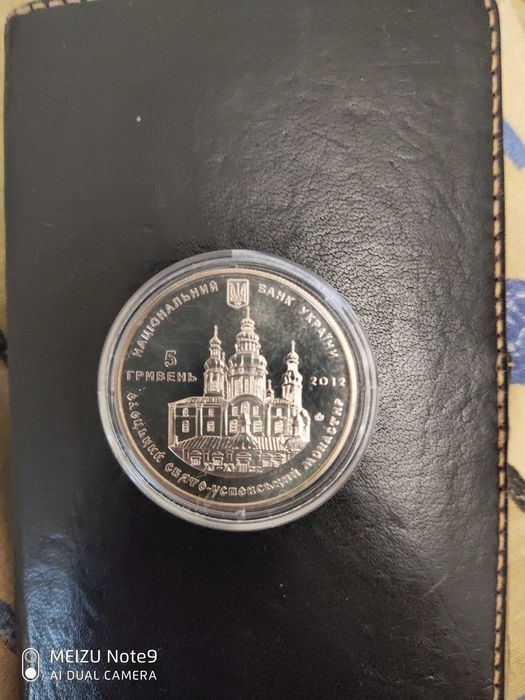 НАЦІОНАЛЬНИЙ БАНК УКРАЇНИ
5
ГРИВЕНЬ
2012
ЄЛЕЦЬКИЙ СВЯТО-УСПЕНСЬКИЙ МОНАСТИР
MEIZU Note9
AI DUAL CAMERA